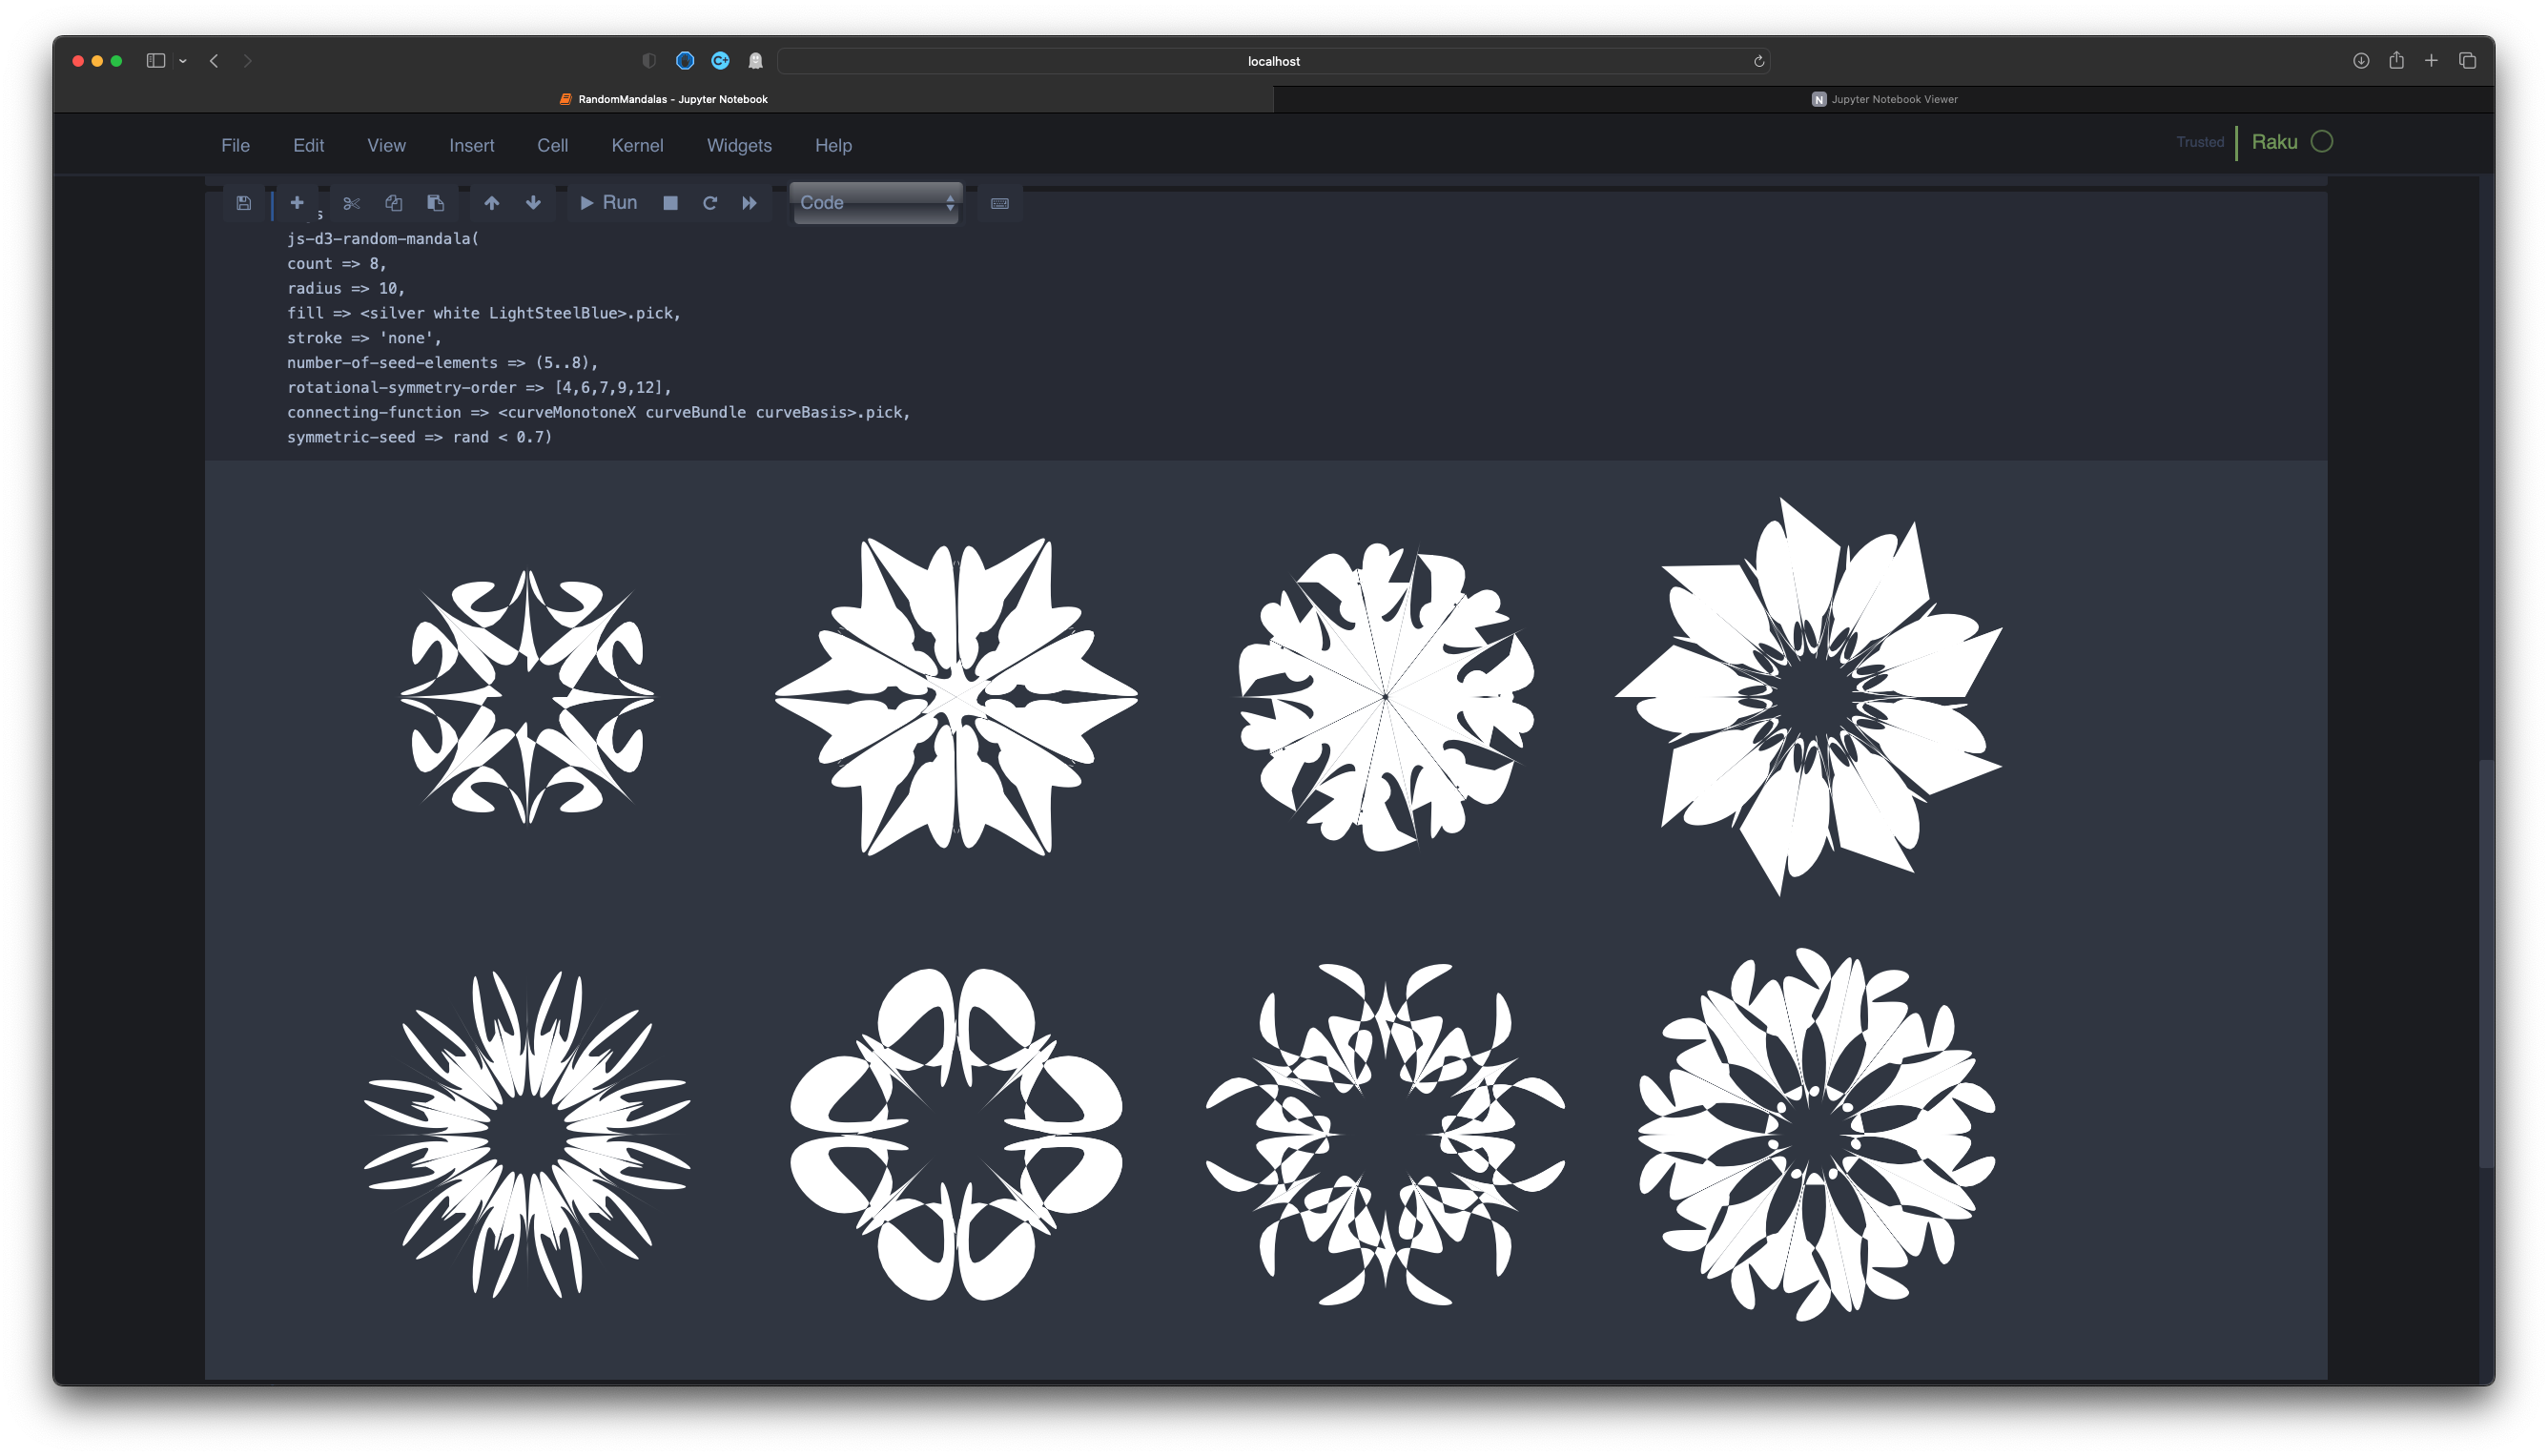 localhost
RandomMandalas - Jupyter Notebook
N Jupyter Notebook Viewer
File Edit View Insert Cell Kernel Widgets Help Trusted Raku
Run Code
js-d3-random-mandala(
count => 8,
radius => 10,
fill => <silver white LightSteelBlue>.pick,
stroke => 'none',
number-of-seed-elements => (5..8),
rotational-symmetry-order => [4,6,7,9,12],
connecting-function => <curveMonotoneX curveBundle curveBasis>.pick,
symmetric-seed => rand < 0.7)